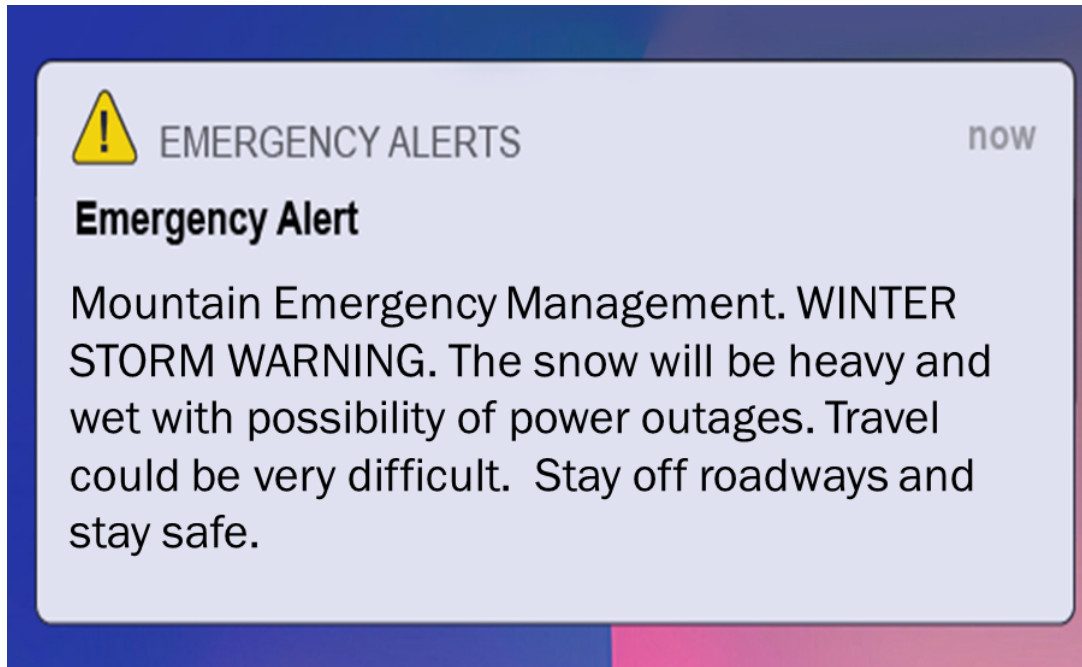 EMERGENCY ALERTS now
Emergency Alert
Mountain Emergency Management. WINTER
STORM WARNING. The snow will be heavy and
wet with possibility of power outages. Travel
could be very difficult.  Stay off roadways and
stay safe.